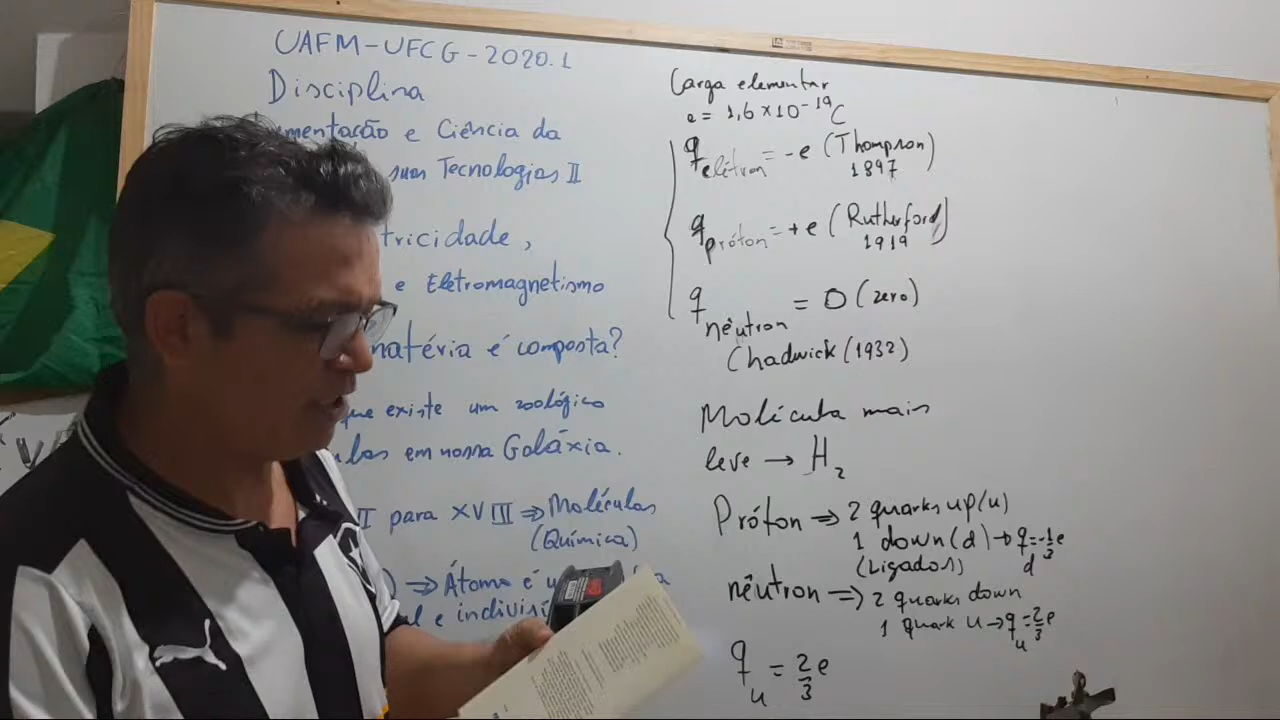 UAFM-UFCG-2020.1
Disciplina
e Ciência da
suas Tecnologias II
e Eletromagnetismo
matéria é composta?
que existe um zoológico
em nossa Galáxia.
para XVIII ⇒ Moléculas
(Química)
⇒ Átomo é
e
Carga elementar
e = 1,6×10^-19 C
q elétron = -e (Thompson)
1897
q próton = +e (Rutherford)
1919
q nêutron = 0 (zero)
Chadwick (1932)
Molécula mais
leve → H2
Próton ⇒ 2 quarks up(u)
1 down(d) → q d = -1/3 e
(Ligados)
nêutron ⇒ 2 quarks down
1 quark u → q u = 2/3 e
q u = 2/3 e